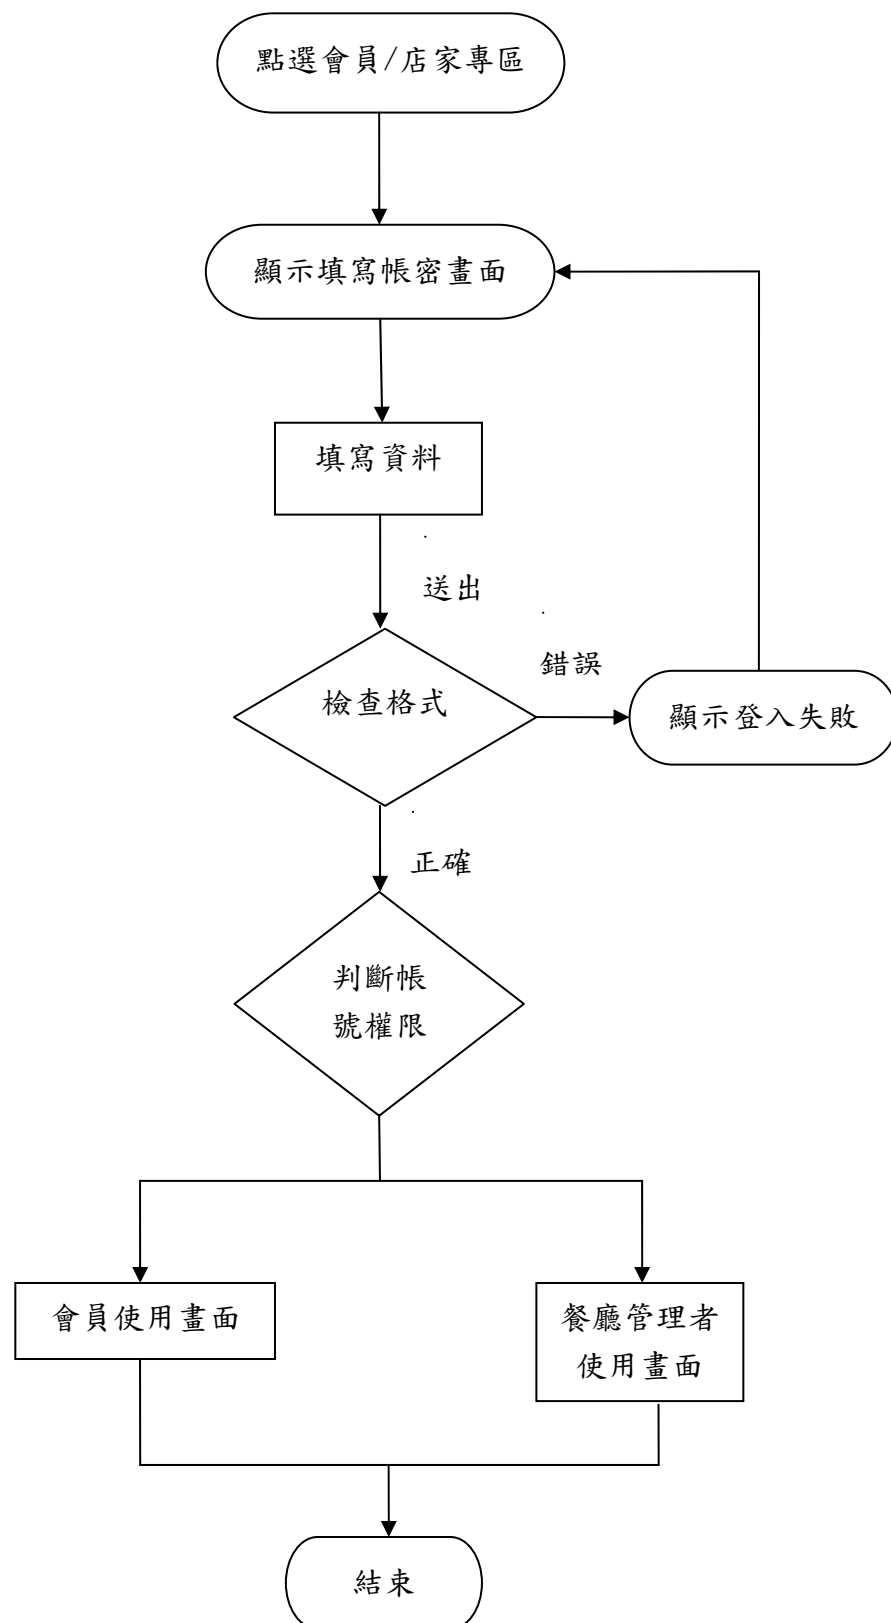 點選會員/店家專區
顯示填寫帳密畫面
填寫資料
送出
錯誤
檢查格式
顯示登入失敗
正確
判斷帳
號權限
會員使用畫面
餐廳管理者
使用畫面
結束